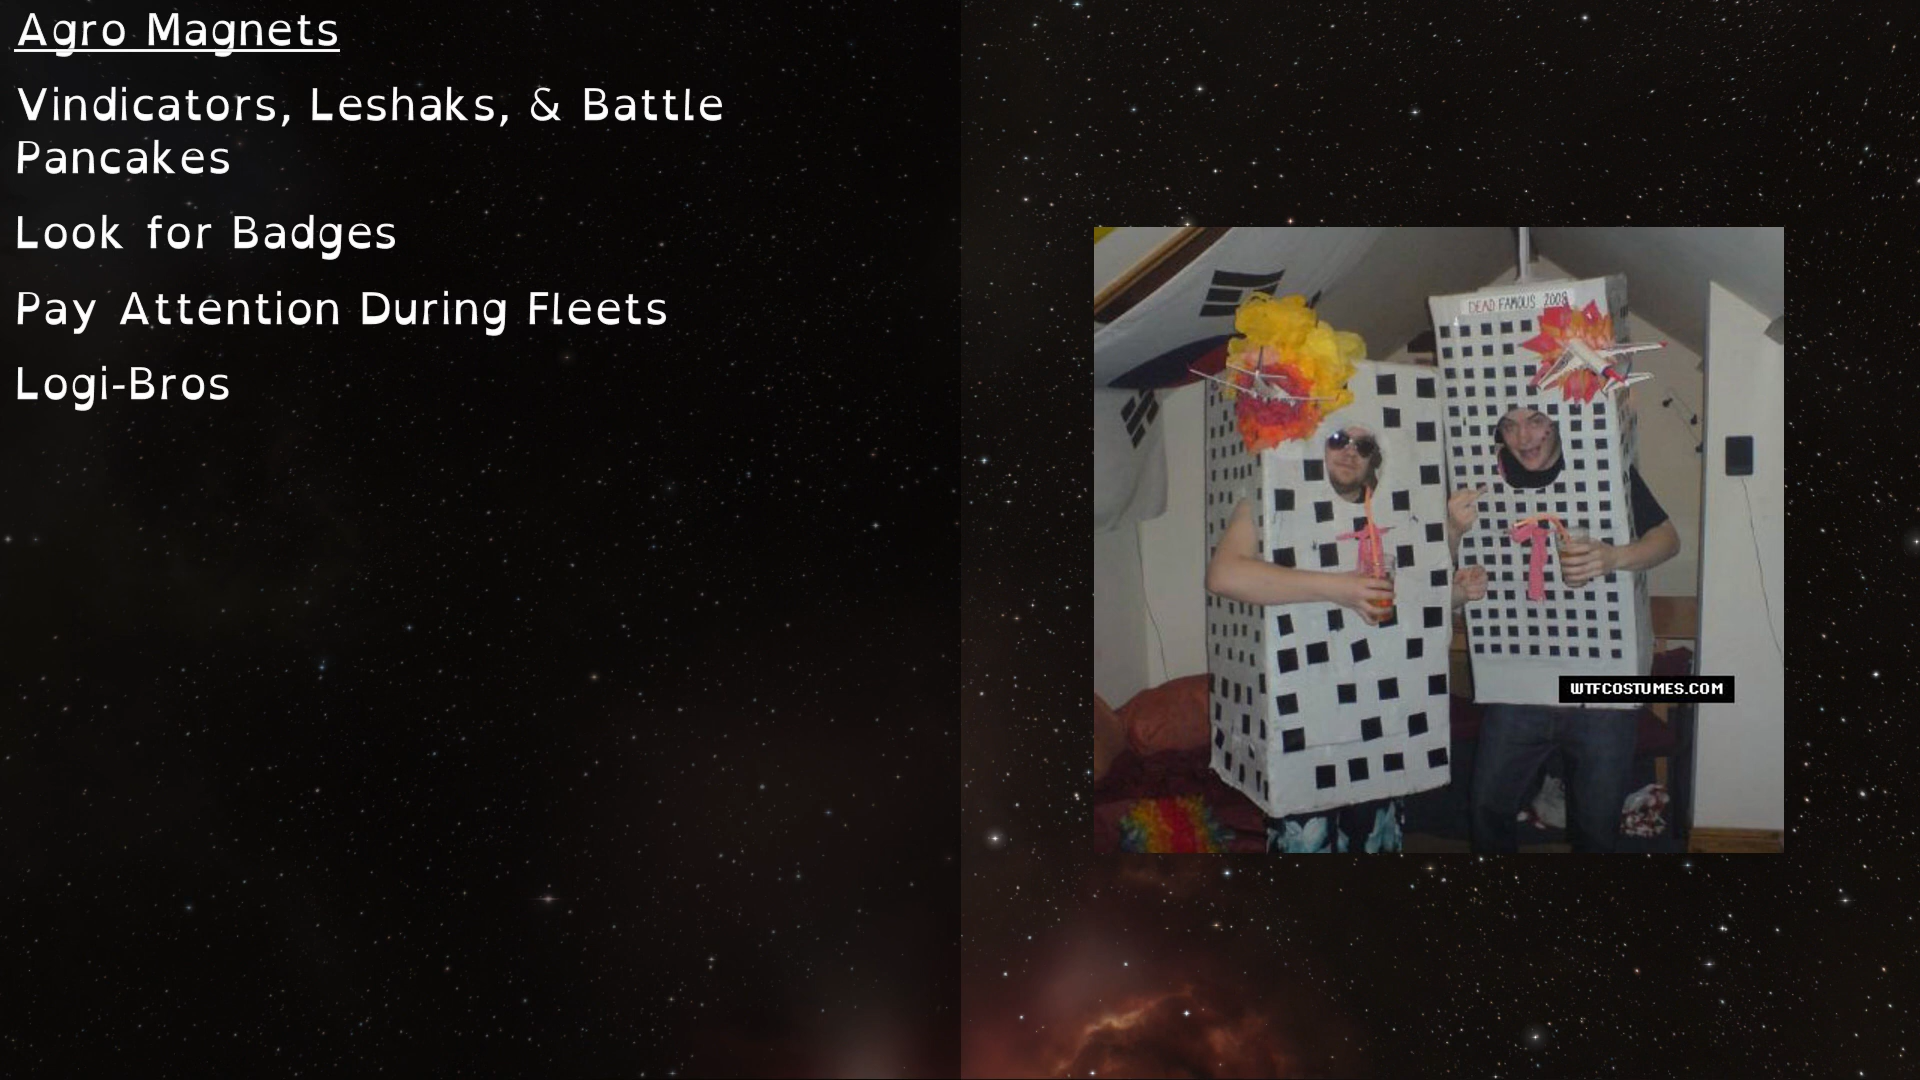 Agro Magnets
Vindicators, Leshaks, & Battle
Pancakes
Look for Badges
Pay Attention During Fleets
Logi-Bros
DEAD FAMOUS 2008
WTFCOSTUMES.COM